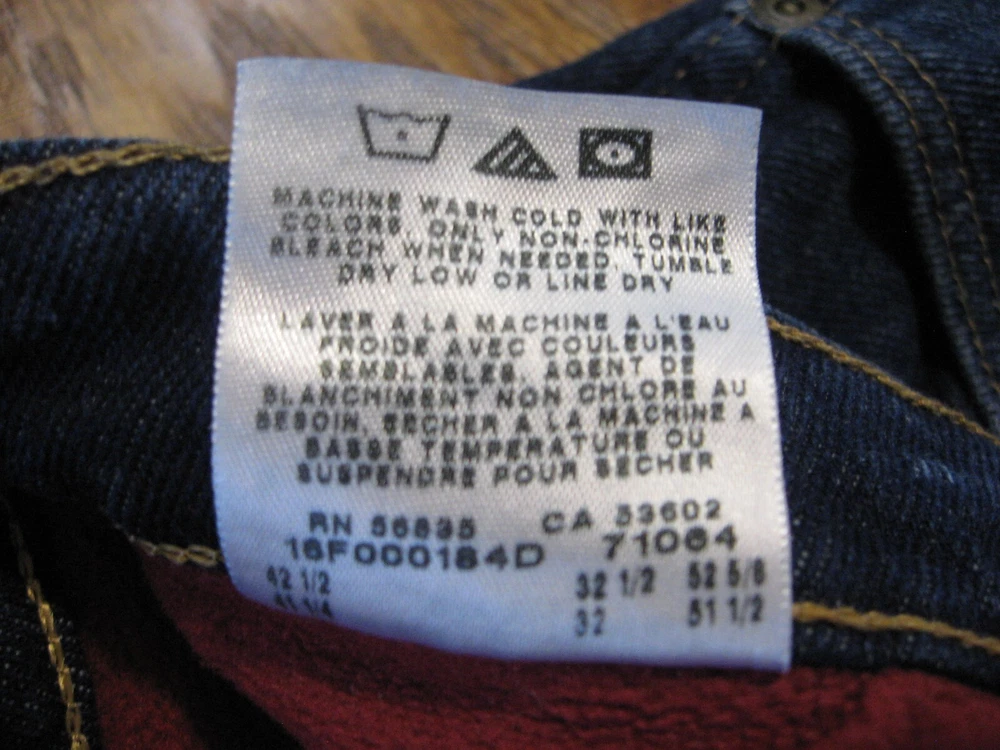 MACHINE WASH COLD WITH LIKE
COLORS, ONLY NON-CHLORINE
BLEACH WHEN NEEDED, TUMBLE
DRY LOW OR LINE DRY
LAVER A LA MACHINE A L'EAU
FROIDE AVEC COULEURS
SEMBLABLES, AGENT DE
BLANCHIMENT NON CHLORE AU
BESOIN, SECHER A LA MACHINE A
BASSE TEMPERATURE OU
SUSPENDRE POUR SECHER
RN 56835 CA 53602
16F000184D 71064
42 1/2 32 1/2 52 5/8
41 1/4 32 51 1/2